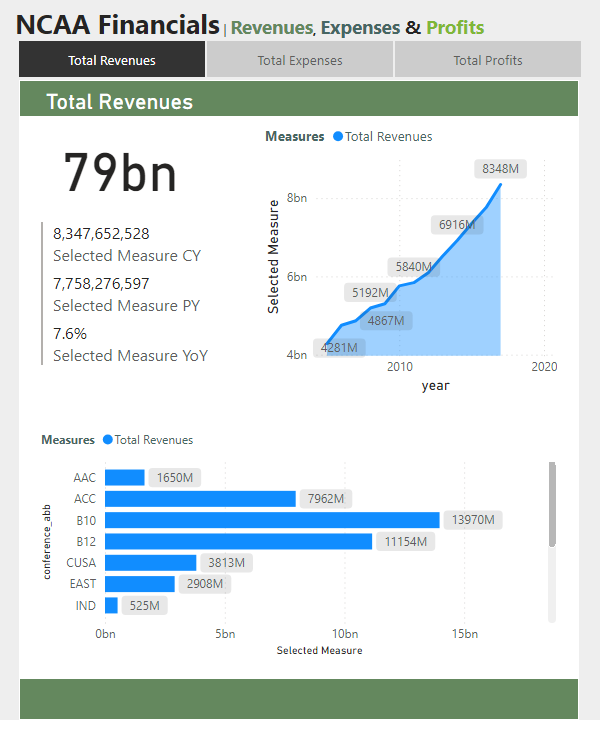 NCAA Financials | Revenues, Expenses & Profits
Total Revenues
Total Expenses
Total Profits
Total Revenues
79bn
8,347,652,528
Selected Measure CY
7,758,276,597
Selected Measure PY
7.6%
Selected Measure YoY
Measures Total Revenues
Selected Measure
8bn
6bn
4bn
8348M
6916M
5840M
5192M
4867M
4281M
2010
2020
year
Measures Total Revenues
conference_abb
AAC 1650M
ACC 7962M
B10 13970M
B12 11154M
CUSA 3813M
EAST 2908M
IND 525M
0bn 5bn 10bn 15bn
Selected Measure